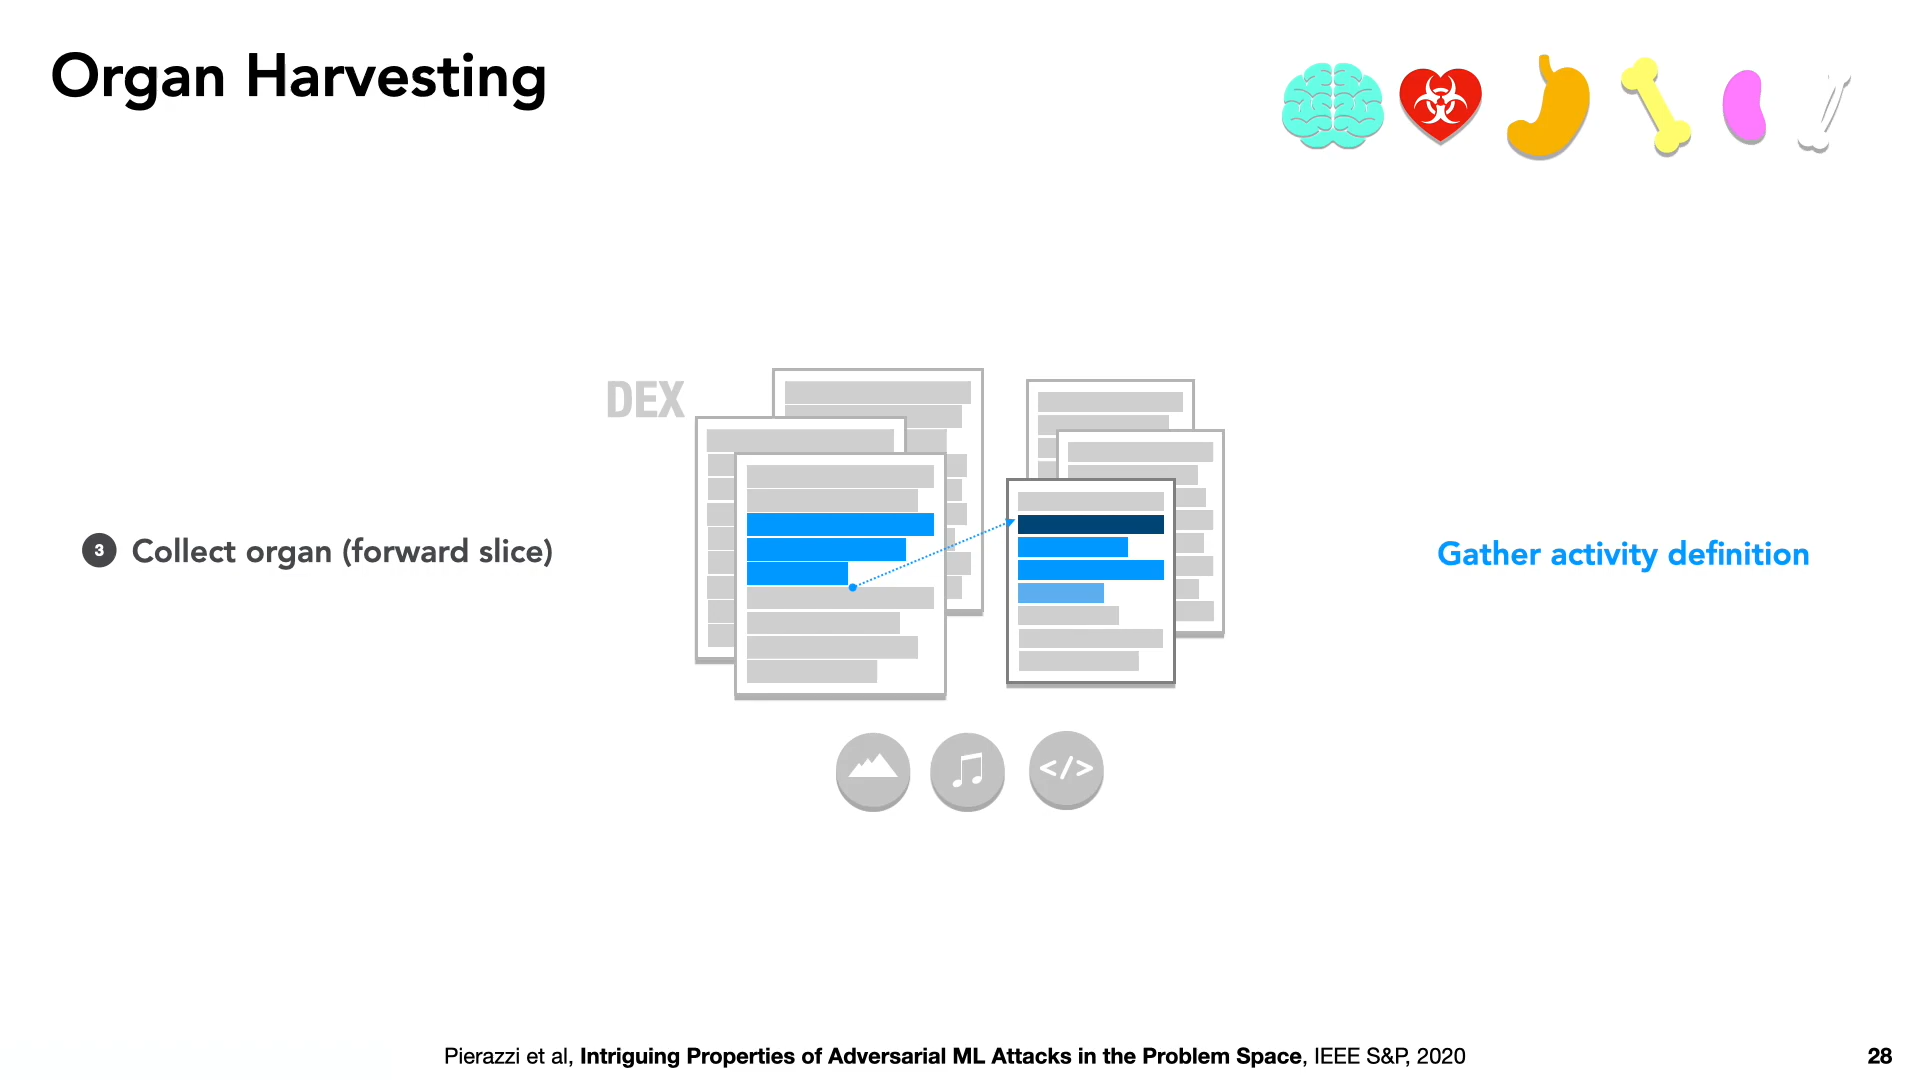 Organ Harvesting
DEX
3 Collect organ (forward slice)
Gather activity definition
</>
Pierazzi et al, Intriguing Properties of Adversarial ML Attacks in the Problem Space, IEEE S&P, 2020
28